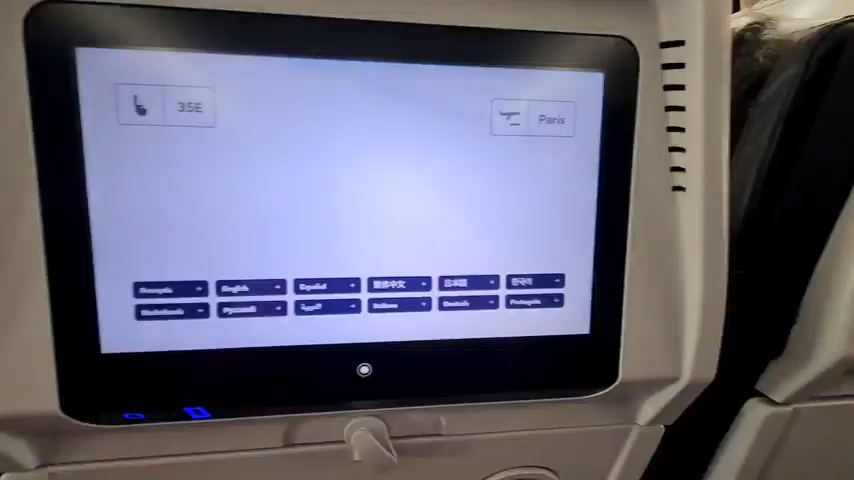 35E
Paris
Français English Español 繁体中文 日本語 한국어
Nederlands Русский العربية Italiano Deutsch Português